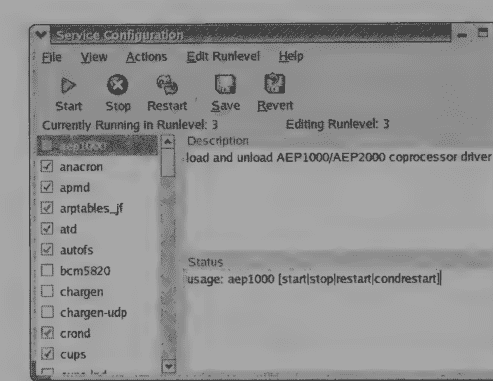 Service Configuration
File View Actions Edit Runlevel Help
Start Stop Restart Save Revert
Currently Running in Runlevel: 3 Editing Runlevel: 3
aep1000
anacron
apmd
arptables_jf
atd
autofs
bcm5820
chargen
chargen-udp
crond
cups
Description
load and unload AEP1000/AEP2000 coprocessor driver
Status
usage: aep1000 [start|stop|restart|condrestart]